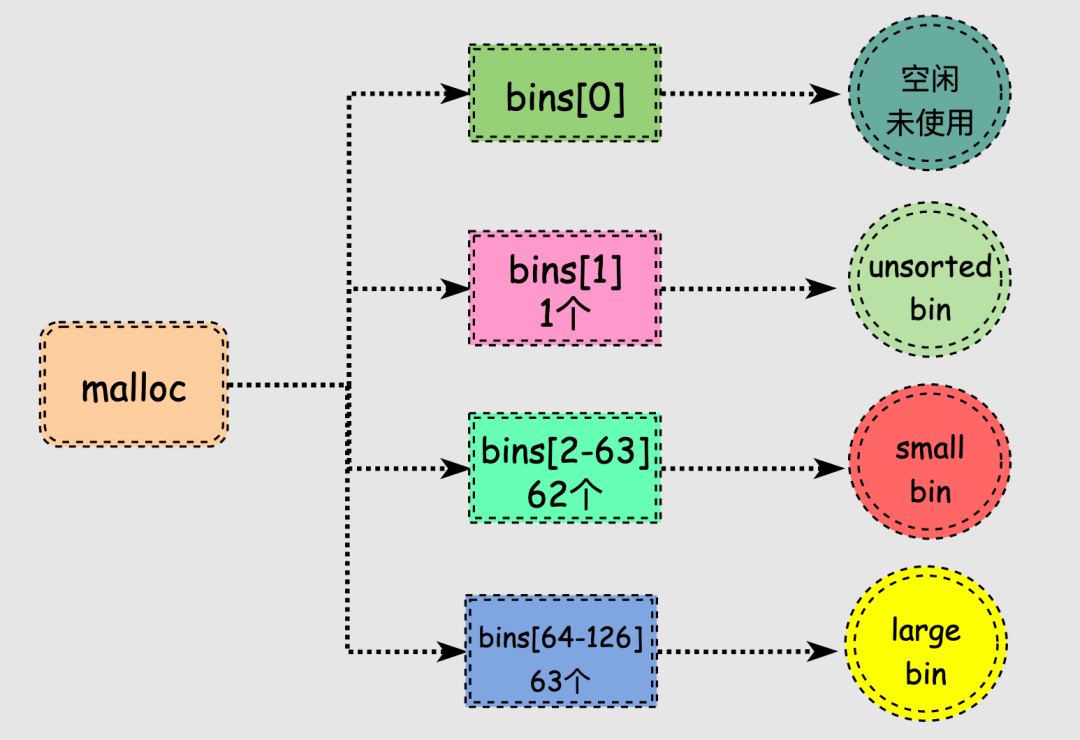 bins[0]
空闲
未使用
bins[1]
1个
unsorted
bin
malloc
bins[2-63]
62个
small
bin
bins[64-126]
63个
large
bin